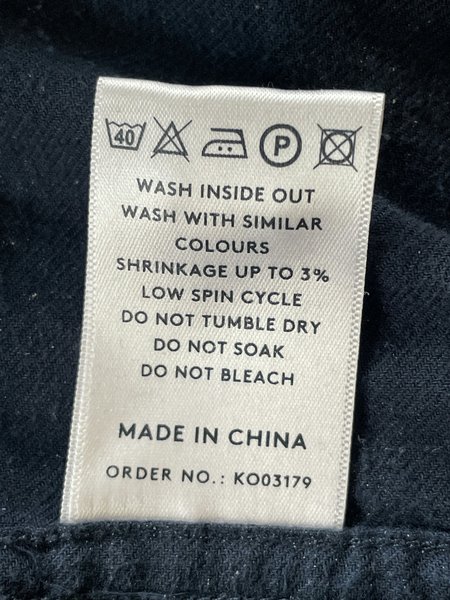 40 P
WASH INSIDE OUT
WASH WITH SIMILAR
COLOURS
SHRINKAGE UP TO 3%
LOW SPIN CYCLE
DO NOT TUMBLE DRY
DO NOT SOAK
DO NOT BLEACH
MADE IN CHINA
ORDER NO.: KO03179